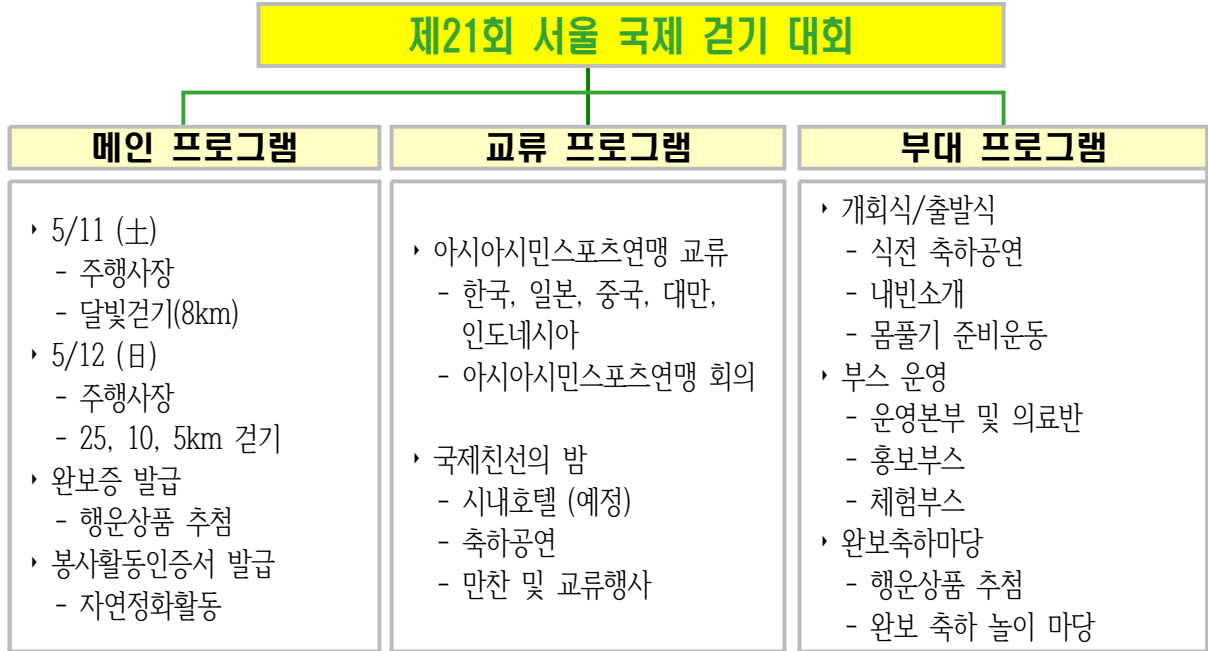 제21회 서울 국제 걷기 대회
메인 프로그램
‣ 5/11 (土)
- 주행사장
- 달빛걷기(8km)
‣ 5/12 (日)
- 주행사장
- 25, 10, 5km 걷기
‣ 완보증 발급
- 행운상품 추첨
‣ 봉사활동인증서 발급
- 자연정화활동
교류 프로그램
‣ 아시아시민스포츠연맹 교류
- 한국, 일본, 중국, 대만,
인도네시아
- 아시아시민스포츠연맹 회의
‣ 국제친선의 밤
- 시내호텔 (예정)
- 축하공연
- 만찬 및 교류행사
부대 프로그램
‣ 개회식/출발식
- 식전 축하공연
- 내빈소개
- 몸풀기 준비운동
‣ 부스 운영
- 운영본부 및 의료반
- 홍보부스
- 체험부스
‣ 완보축하마당
- 행운상품 추첨
- 완보 축하 놀이 마당